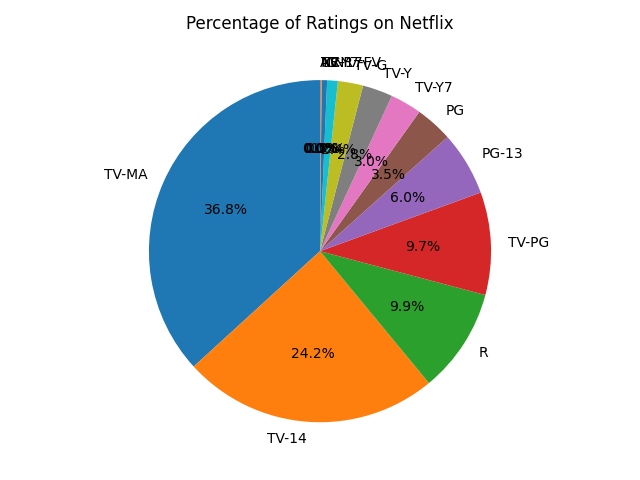 Percentage of Ratings on Netflix
TV-G
TV-Y
TV-Y7
PG
PG-13
TV-PG
R
TV-14
TV-MA
2.8%
3.0%
3.5%
6.0%
9.7%
9.9%
24.2%
36.8%